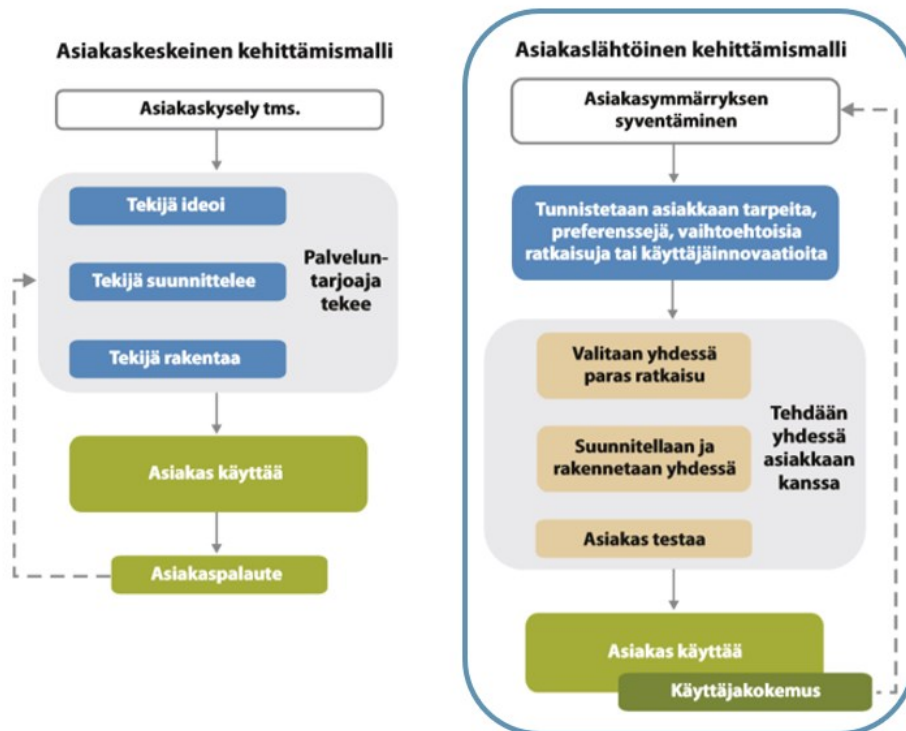 Asiakaskeskeinen kehittämismalli
Asiakaskysely tms.
Tekijä ideoi
Tekijä suunnittelee
Tekijä rakentaa
Palvelun-
tarjoaja
tekee
Asiakas käyttää
Asiakaspalaute
Asiakaslähtöinen kehittämismalli
Asiakasymmärryksen
syventäminen
Tunnistetaan asiakkaan tarpeita,
preferenssejä, vaihtoehtoisia
ratkaisuja tai käyttäjäinnovaatioita
Valitaan yhdessä
paras ratkaisu
Suunnitellaan ja
rakennetaan yhdessä
Asiakas testaa
Tehdään
yhdessä
asiakkaan
kanssa
Asiakas käyttää
Käyttäjakokemus